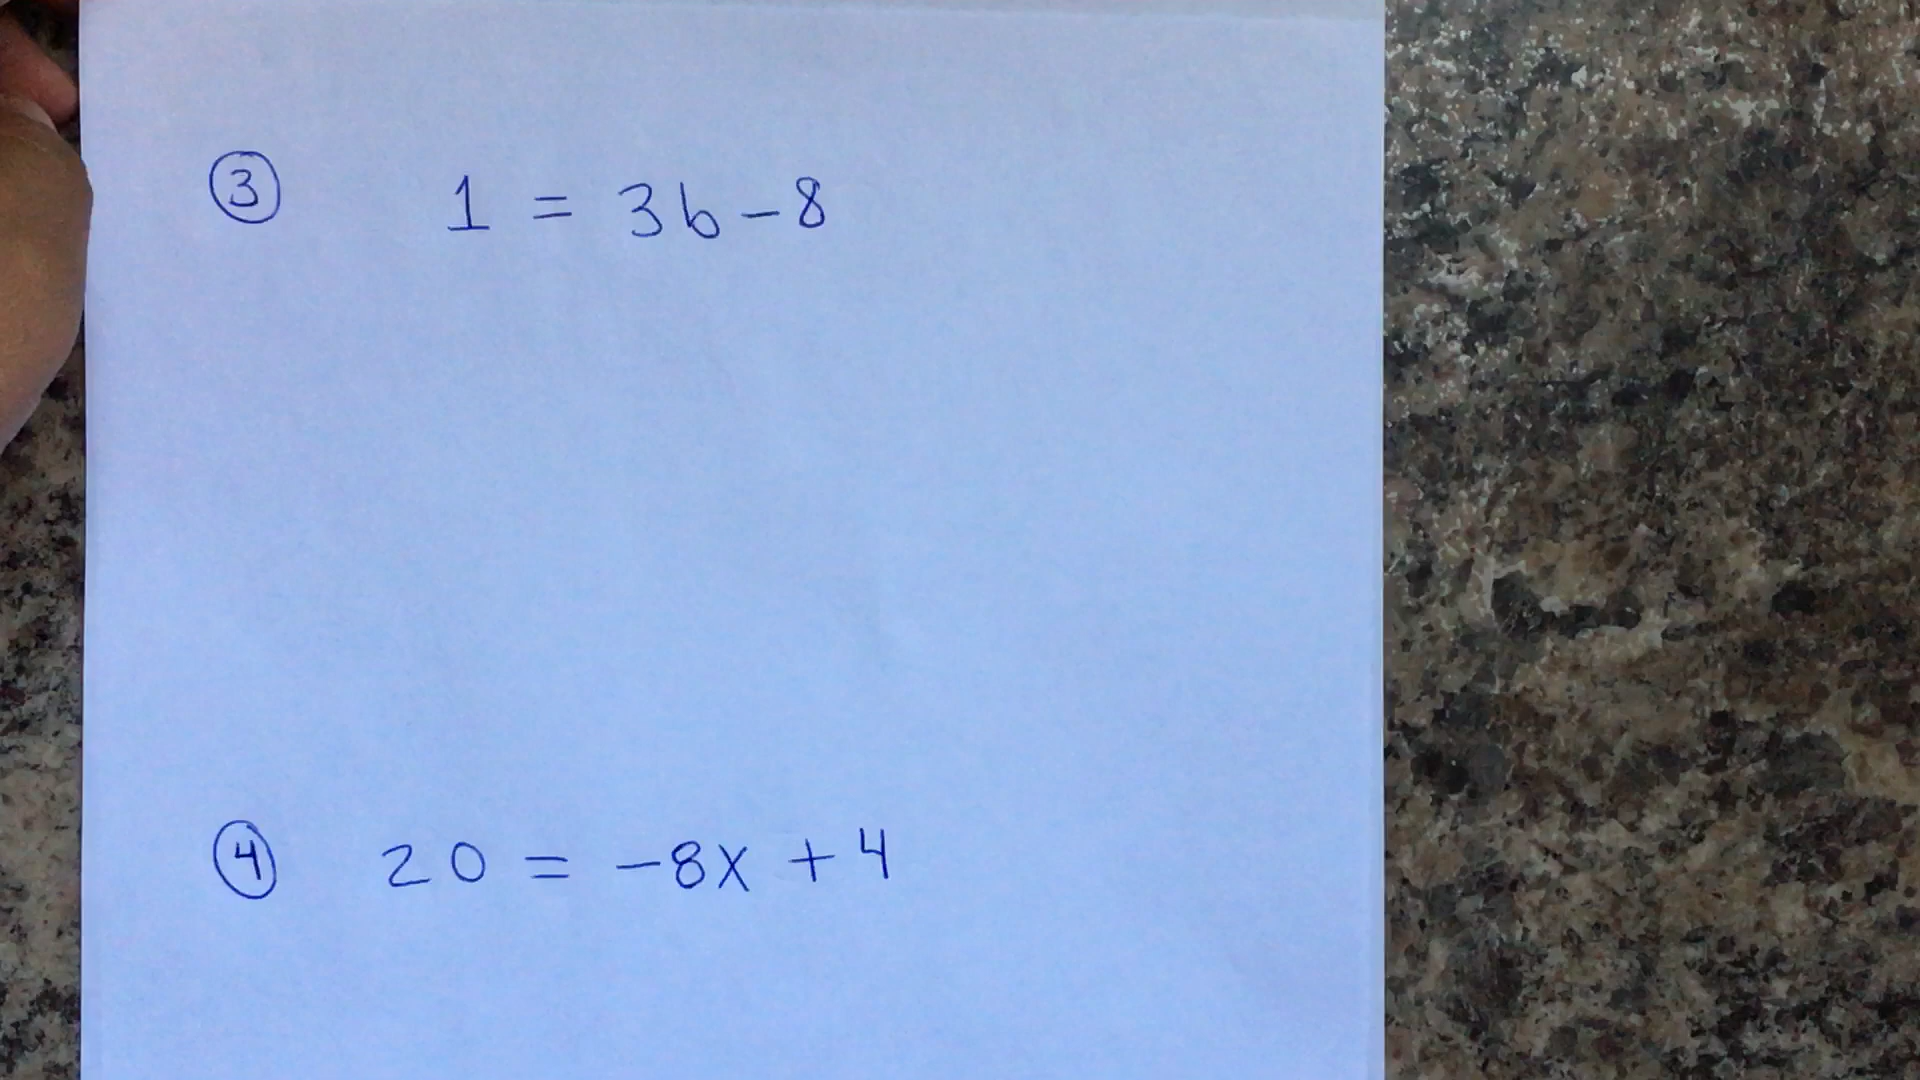 ③ 1 = 3b - 8
④ 20 = -8x + 4